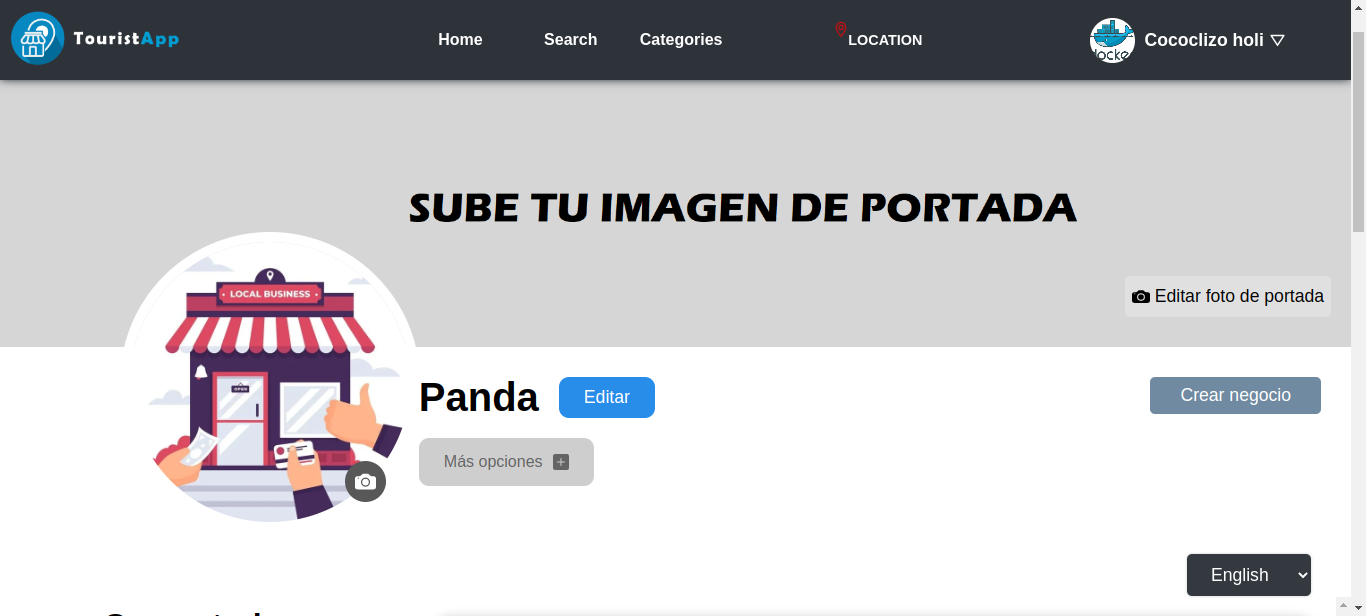 TouristApp
Home
Search
Categories
LOCATION
Cococlizo holi
SUBE TU IMAGEN DE PORTADA
Editar foto de portada
LOCAL BUSINESS
OPEN
Panda
Editar
Crear negocio
Más opciones
English